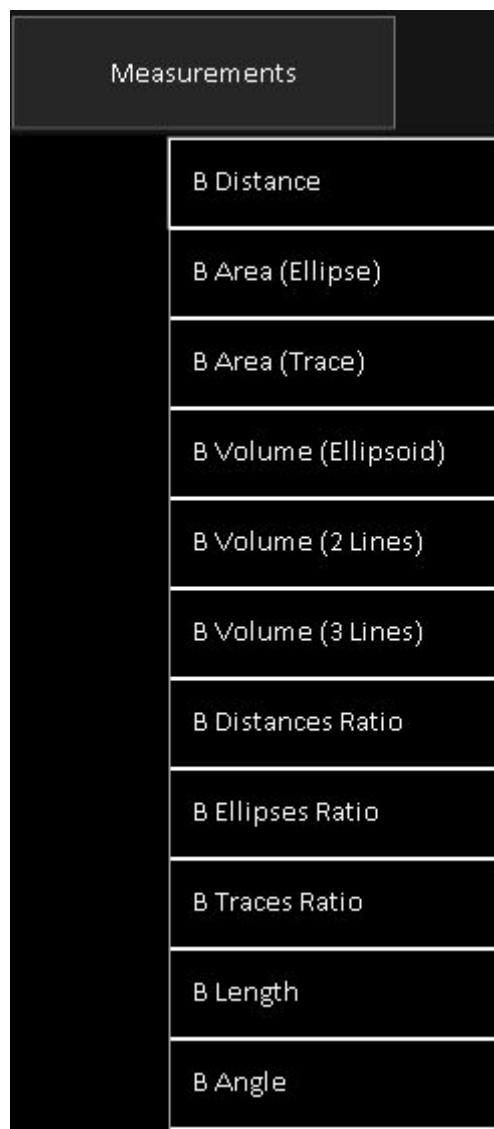 Measurements
B Distance
B Area (Ellipse)
B Area (Trace)
B Volume (Ellipsoid)
B Volume (2 Lines)
B Volume (3 Lines)
B Distances Ratio
B Ellipses Ratio
B Traces Ratio
B Length
B Angle